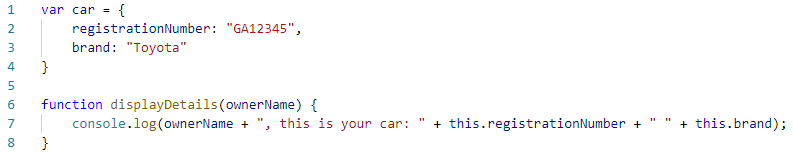 1 var car = {
2     registrationNumber: "GA12345",
3     brand: "Toyota"
4 }
5
6 function displayDetails(ownerName) {
7     console.log(ownerName + ", this is your car: " + this.registrationNumber + " " + this.brand);
8 }